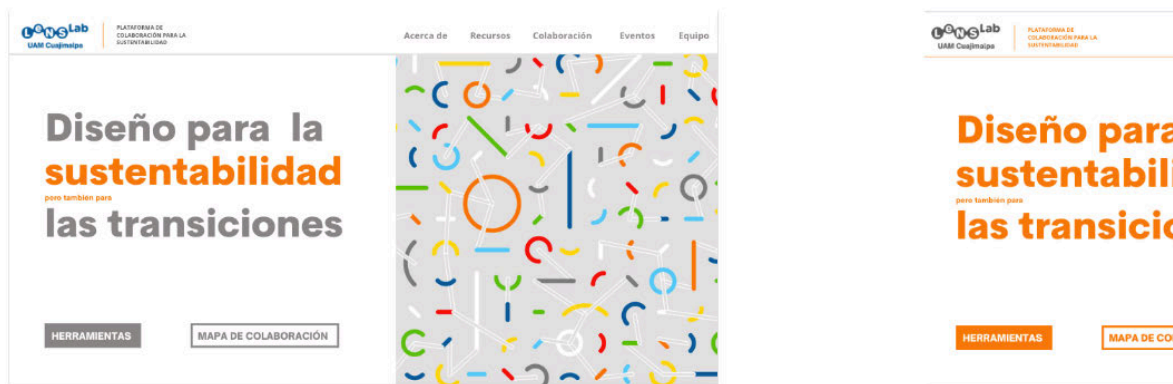 LeNSLab
UAM Cuajimalpa
PLATAFORMA DE
COLABORACIÓN PARA LA
SUSTENTABILIDAD
Acerca de Recursos Colaboración Eventos Equipo
Diseño para la
sustentabilidad
pero también para
las transiciones
HERRAMIENTAS MAPA DE COLABORACIÓN
LeNSLab
UAM Cuajimalpa
PLATAFORMA DE
COLABORACIÓN PARA LA
SUSTENTABILIDAD
Diseño para
sustentabili
pero también para
las transicio
HERRAMIENTAS MAPA DE CO